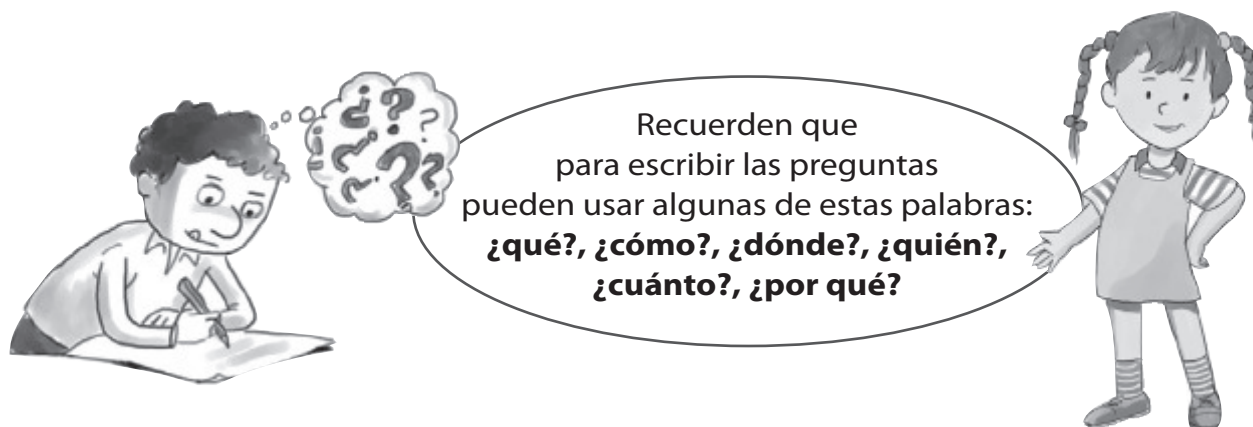 Recuerden que
para escribir las preguntas
pueden usar algunas de estas palabras:
¿qué?, ¿cómo?, ¿dónde?, ¿quién?,
¿cuánto?, ¿por qué?